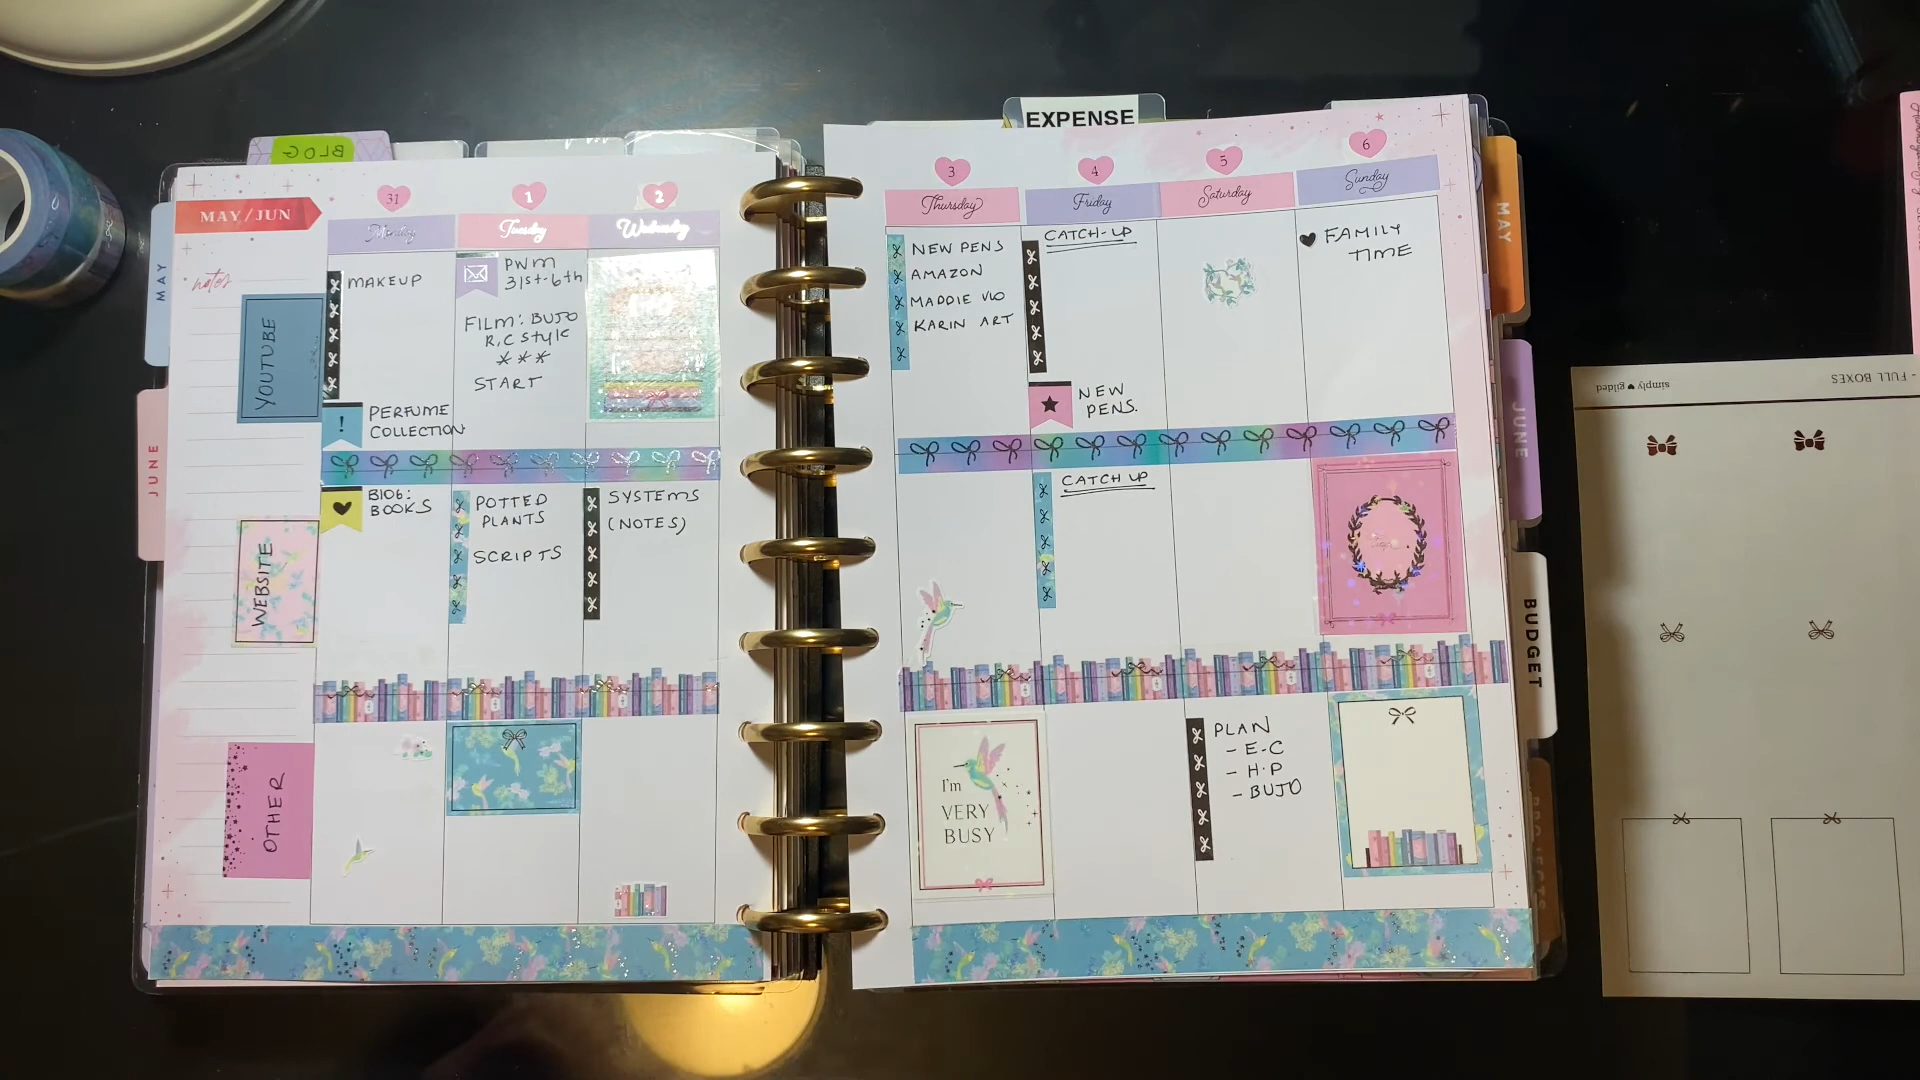 EXPENSE
BLOG
MAY/JUN
31
1
2
3
4
5
6
Monday
Tuesday
Wednesday
Thursday
Friday
Saturday
Sunday
notes
YOUTUBE
MAKEUP
PERFUME
COLLECTION
PWM
31st-6th
FILM: BUJO
R,C Style
***
START
NEW PENS
AMAZON
MADDIE VLO
KARIN ART
CATCH-UP
NEW
PENS.
FAMILY
TIME
WEBSITE
BLOG:
BOOKS
POTTED
PLANTS
SCRIPTS
SYSTEMS
(NOTES)
CATCH UP
OTHER
I'm
VERY
BUSY
PLAN
- E.C
- H.P
- BUJO
MAY
JUNE
MAY
JUNE
BUDGET
PROJECTS
simply gilded
- FULL BOXES